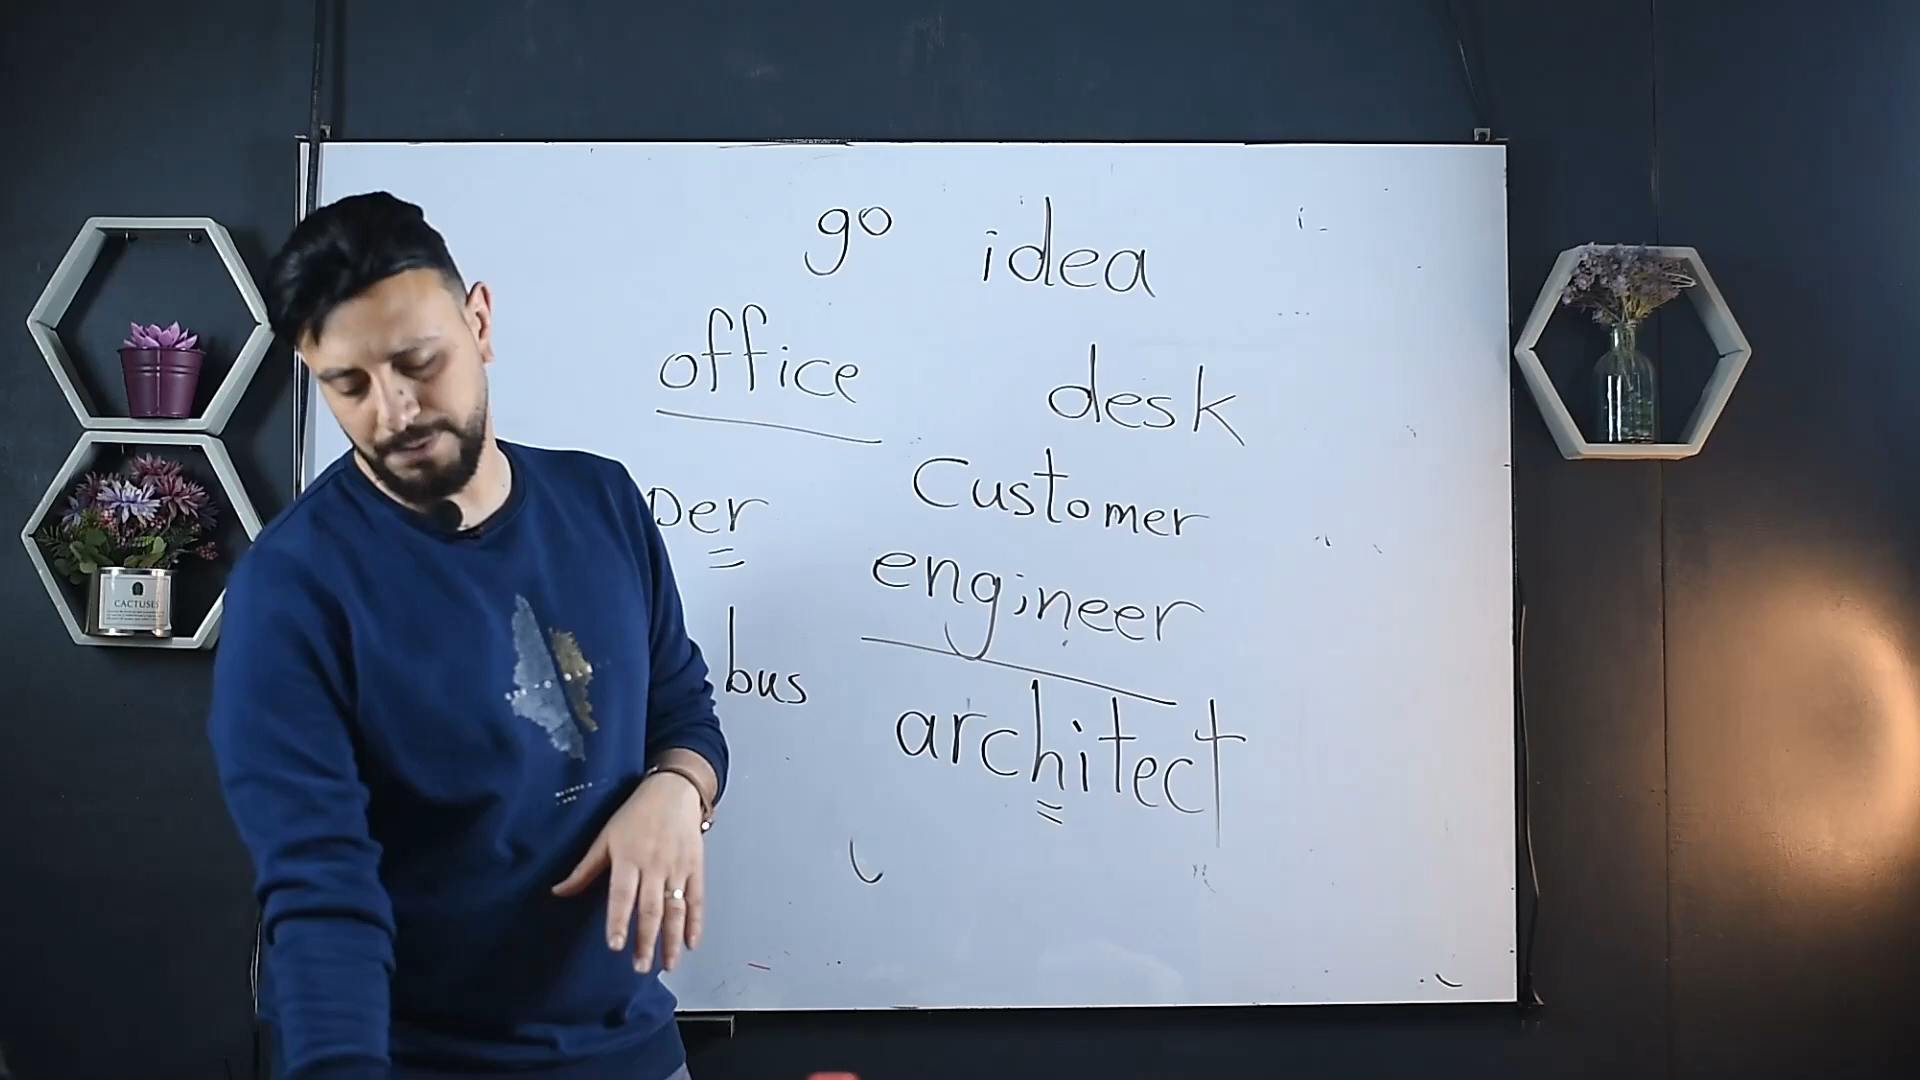 go idea
office desk
per Customer
engineer
bus architect
CACTUSES